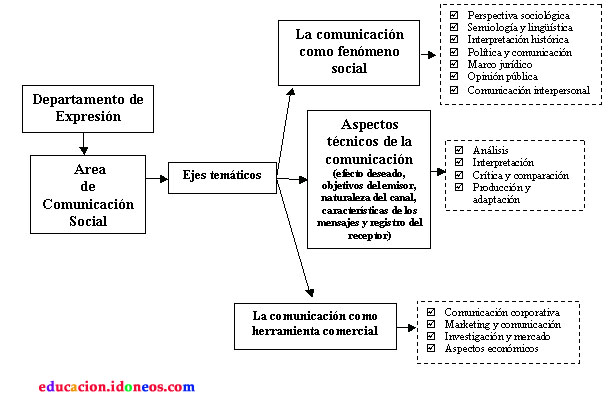 Departamento de
Expresión
Area
de
Comunicación
Social
Ejes temáticos
La comunicación
como fenómeno
social
☑ Perspectiva sociológica
☑ Semiología y lingüística
☑ Interpretación histórica
☑ Política y comunicación
☑ Marco jurídico
☑ Opinión pública
☑ Comunicación interpersonal
Aspectos
técnicos de la
comunicación
(efecto deseado,
objetivos del emisor,
naturaleza del canal,
características de los
mensajes y registro del
receptor)
☑ Análisis
☑ Interpretación
☑ Crítica y comparación
☑ Producción y
adaptación
La comunicación como
herramienta comercial
☑ Comunicación corporativa
☑ Marketing y comunicación
☑ Investigación y mercado
☑ Aspectos económicos
educacion.idoneos.com